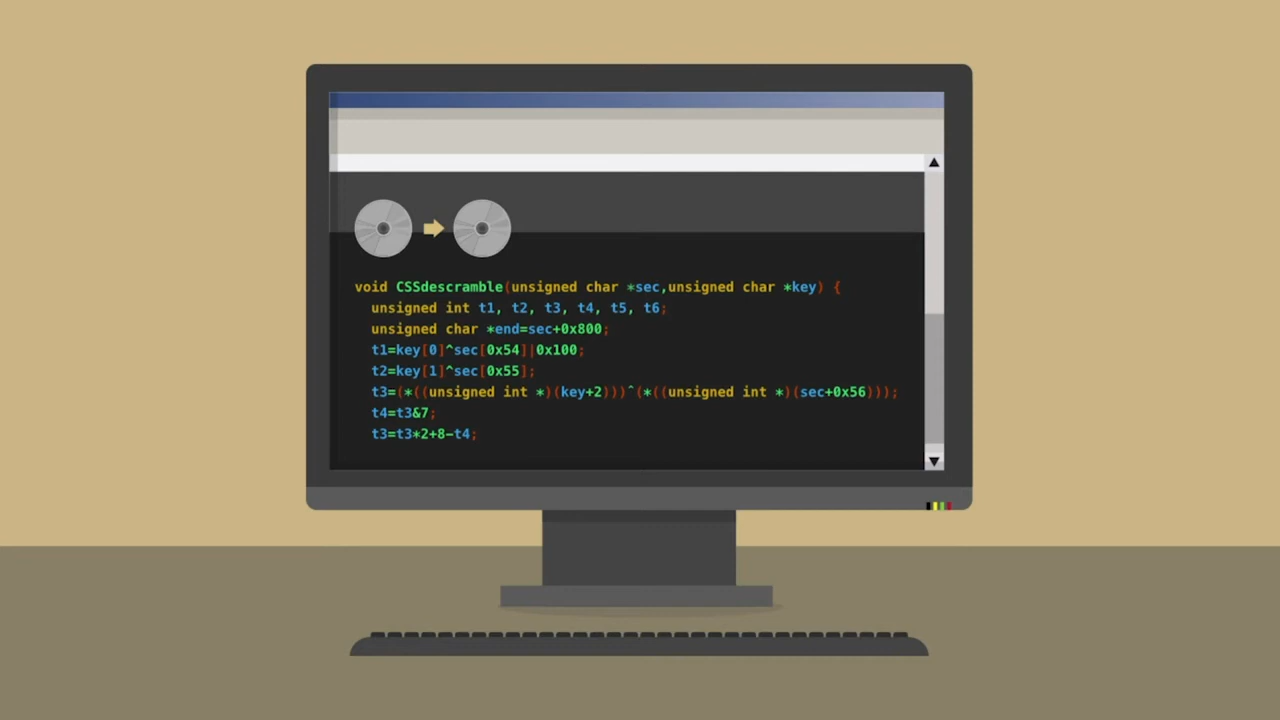 void CSSdescramble(unsigned char *sec,unsigned char *key) {
unsigned int t1, t2, t3, t4, t5, t6;
unsigned char *end=sec+0x800;
t1=key[0]^sec[0x54]|0x100;
t2=key[1]^sec[0x55];
t3=(*((unsigned int *)(key+2)))^(*((unsigned int *)(sec+0x56)));
t4=t3&7;
t3=t3*2+8-t4;